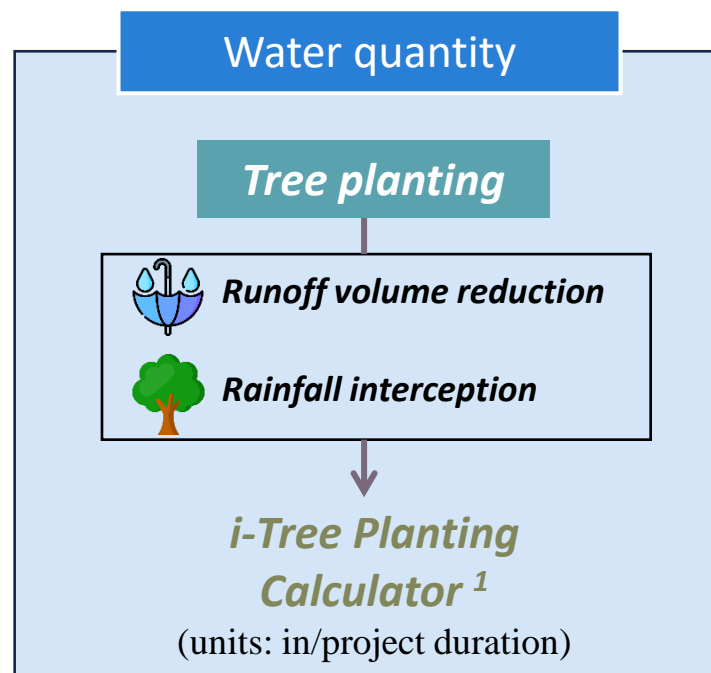 Water quantity
Tree planting
Runoff volume reduction
Rainfall interception
i-Tree Planting
Calculator 1
(units: in/project duration)